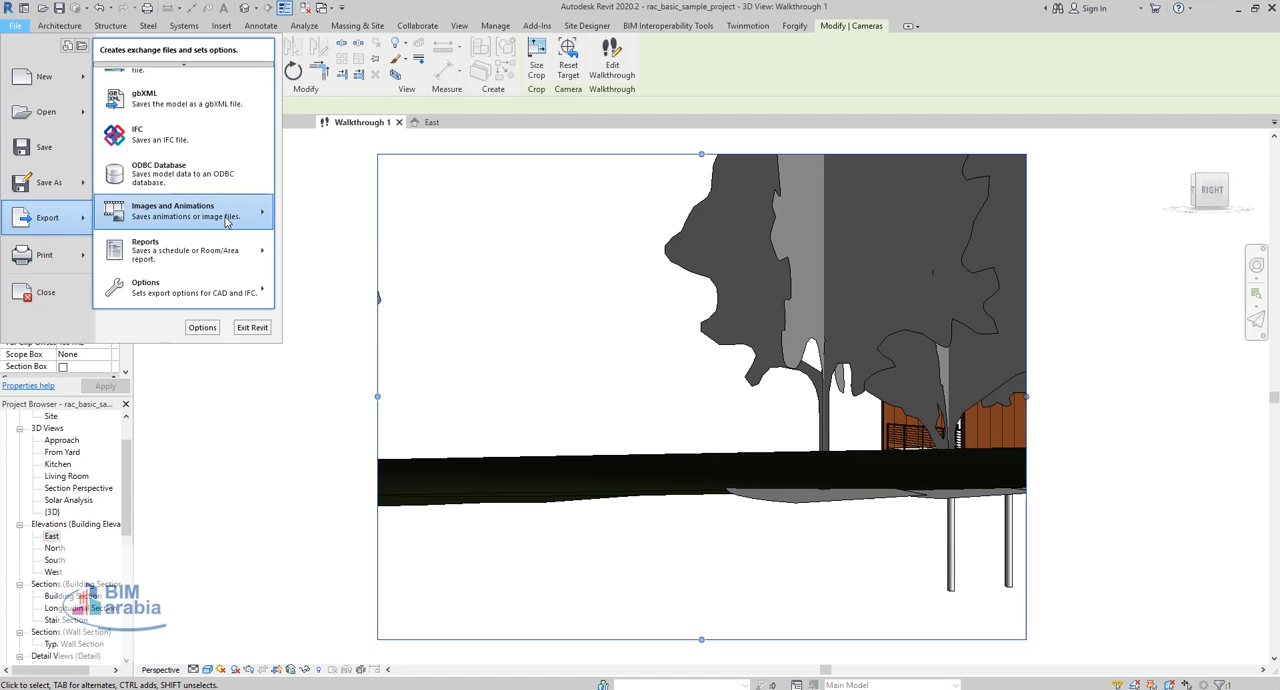 Autodesk Revit 2020.2 - rac_basic_sample_project - 3D View: Walkthrough 1
Sign In
File Architecture Structure Steel Systems Insert Annotate Analyze Massing & Site Collaborate View Manage Add-Ins Site Designer BIM Interoperability Tools Twinmotion Forgify Modify | Cameras
Creates exchange files and sets options.
file.
gbXML
Saves the model as a gbXML file.
IFC
Saves an IFC file.
ODBC Database
Saves model data to an ODBC
database.
Images and Animations
Saves animations or image files.
Reports
Saves a schedule or Room/Area
report.
Options
Sets export options for CAD and IFC.
Options
Exit Revit
New
Open
Save
Save As
Export
Print
Close
Size
Crop
Reset
Target
Edit
Walkthrough
Modify View Measure Create Crop Camera Walkthrough
Walkthrough 1
East
RIGHT
Scope Box None
Section Box
Properties help
Apply
Project Browser - rac_basic_sa...
Site
3D Views
Approach
From Yard
Kitchen
Living Room
Section Perspective
Solar Analysis
{3D}
Elevations (Building Eleva
East
North
South
West
Sections (Building Section
Building Section
Longitudinal Section
Stair Section
Sections (Wall Section)
Typ. Wall Section
Detail Views (Detail)
BIM
arabia
Perspective
Click to select, TAB for alternates, CTRL adds, SHIFT unselects.
:0
Main Model
:1